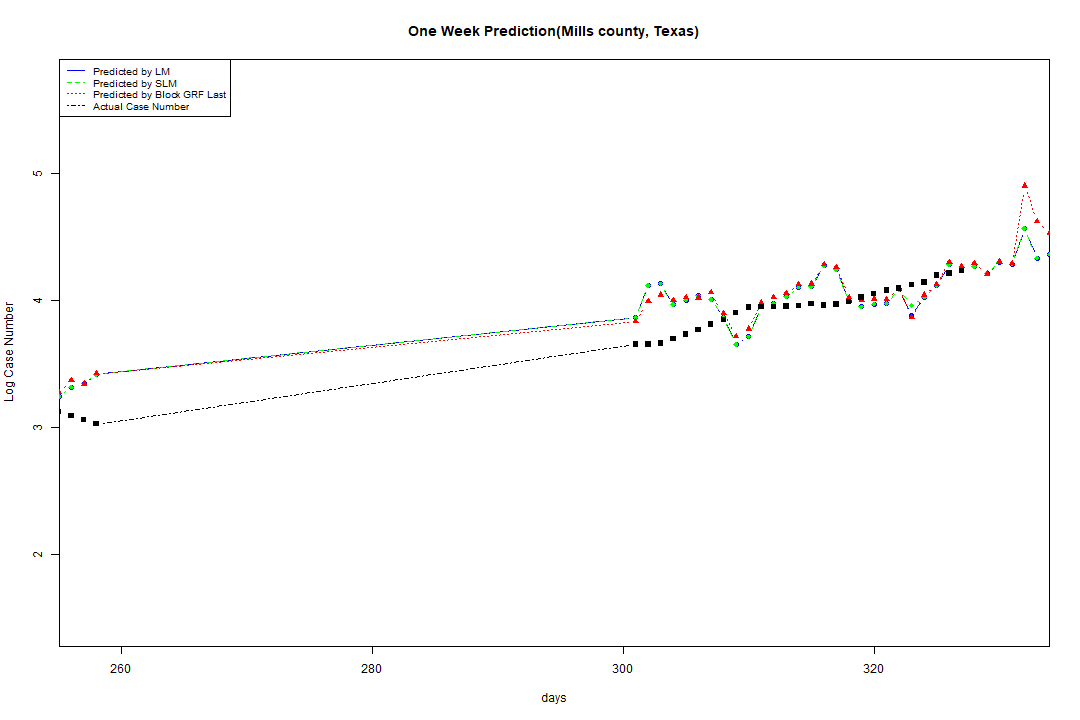 One Week Prediction(Mills county, Texas)
Predicted by LM
Predicted by SLM
Predicted by Block GRF Last
Actual Case Number
5
4
3
2
Log Case Number
260
280
300
320
days